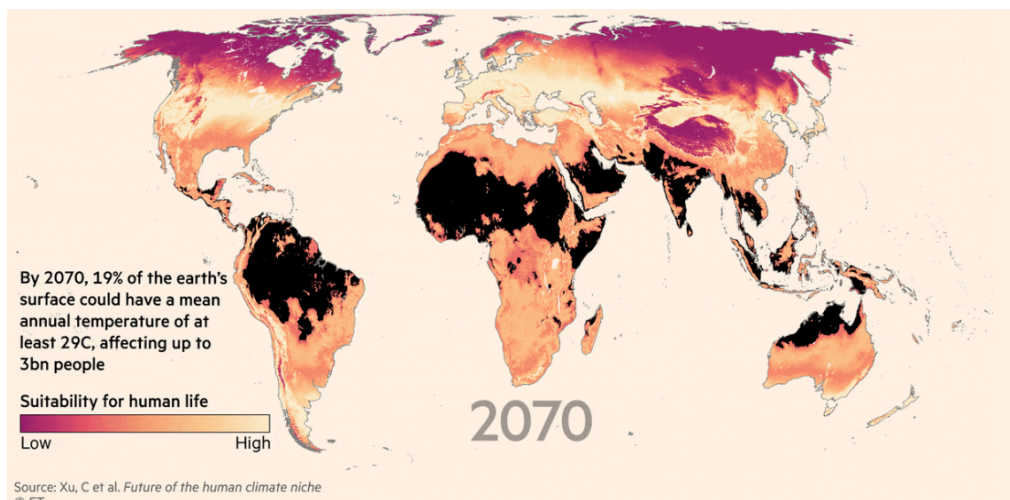 By 2070, 19% of the earth's
surface could have a mean
annual temperature of at
least 29C, affecting up to
3bn people
Suitability for human life
Low High
2070
Source: Xu, C et al. Future of the human climate niche
© FT